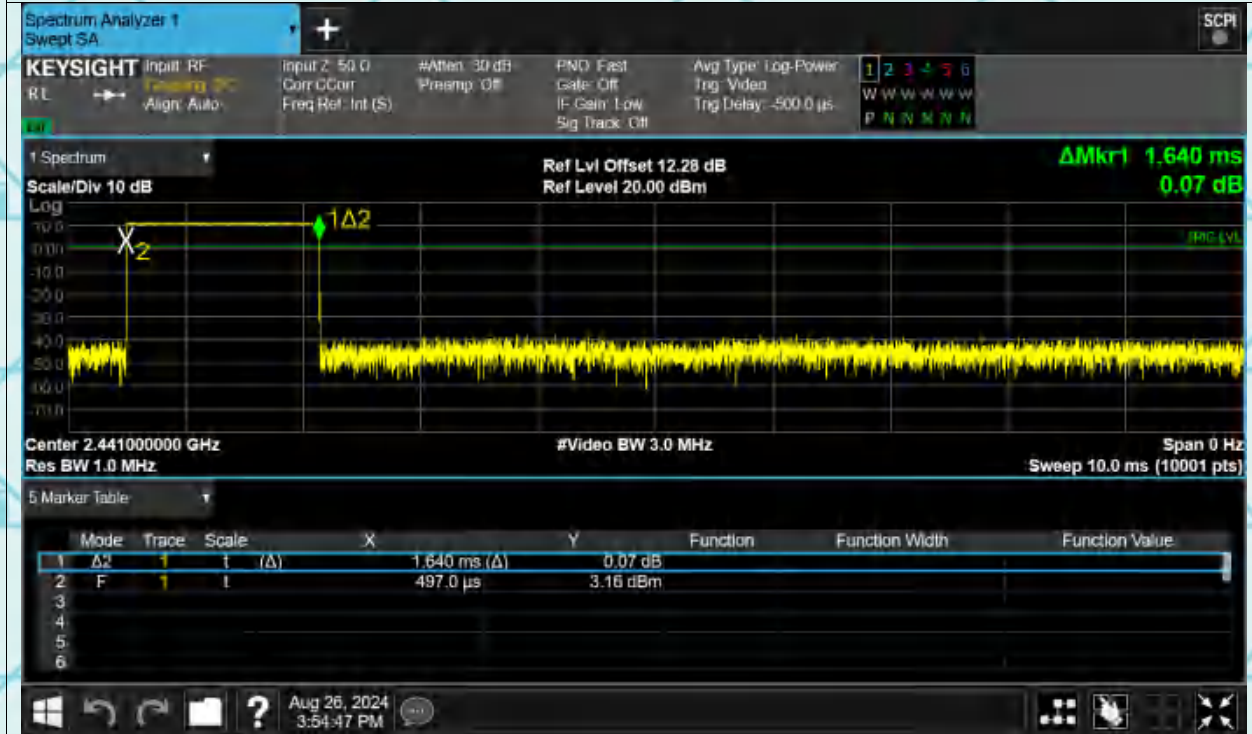 Spectrum Analyzer 1
Swept SA
+
SCPI
KEYSIGHT Input: RF Input Z: 50 Ω #Atten: 30 dB PNO: Fast Avg Type: Log-Power 1 2 3 4 5 6
RL Coupling: DC Corr CCorr Preamp: Off Gate: Off Trig: Video W W W W W W
Align: Auto Freq Ref: Int (S) IF Gain: Low Trig Delay: -500.0 µs P N N N N N
Sig Track: Off
1 Spectrum Ref Lvl Offset 12.28 dB ΔMkr1 1.640 ms
Scale/Div 10 dB Ref Level 20.00 dBm 0.07 dB
Log
10.0 1Δ2
0.00 2 TRIG LVL
-10.0
-20.0
-30.0
-40.0
-50.0
-60.0
-70.0
Center 2.441000000 GHz #Video BW 3.0 MHz Span 0 Hz
Res BW 1.0 MHz Sweep 10.0 ms (10001 pts)
5 Marker Table
Mode Trace Scale X Y Function Function Width Function Value
1 Δ2 1 t (Δ) 1.640 ms (Δ) 0.07 dB
2 F 1 t 497.0 µs 3.16 dBm
3
4
5
6
? Aug 26, 2024
3:54:47 PM